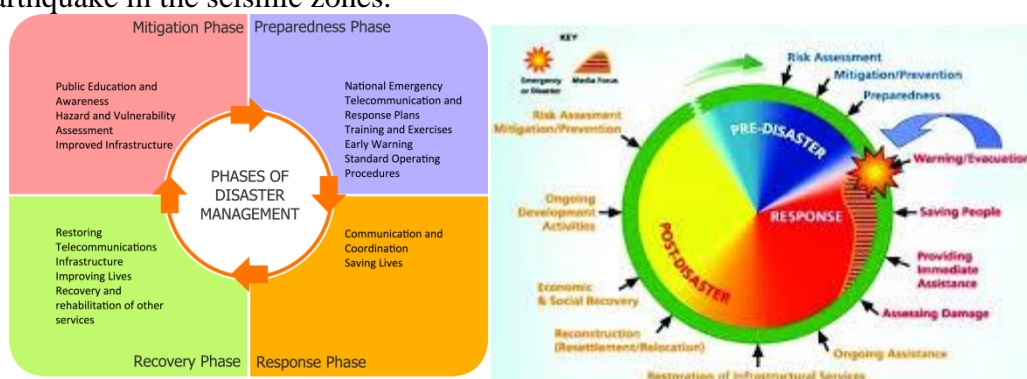 arthquake in the seismic zones.
Mitigation Phase
Preparedness Phase
Public Education and
Awareness
Hazard and Vulnerability
Assessment
Improved Infrastructure
National Emergency
Telecommunication and
Response Plans
Training and Exercises
Early Warning
Standard Operating
Procedures
PHASES OF
DISASTER
MANAGEMENT
Restoring
Telecommunications
Infrastructure
Improving Lives
Recovery and
rehabilitation of other
services
Communication and
Coordination
Saving Lives
Recovery Phase
Response Phase
KEY
Emergency
or Disaster
Media Focus
Risk Assessment
Mitigation/Prevention
Preparedness
Warning/Evacuation
Saving People
Providing
Immediate
Assistance
Assessing Damage
Ongoing Assistance
Restoration of Infrastructural Services
Reconstruction
(Resettlement/Relocation)
Economic
& Social Recovery
Ongoing
Development
Activities
Risk Assessment
Mitigation/Prevention
PRE-DISASTER
RESPONSE
POST-DISASTER